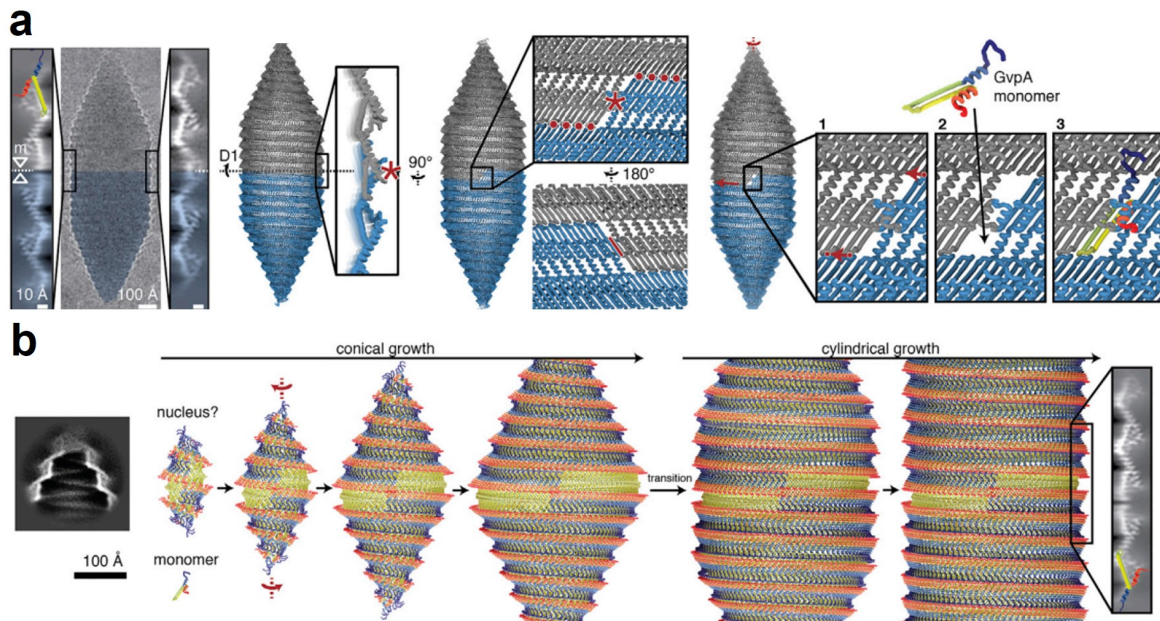 a
m
10 Å
100 Å
D1
90°
180°
GvpA
monomer
1
2
3
b
conical growth
cylindrical growth
nucleus?
transition
monomer
100 Å